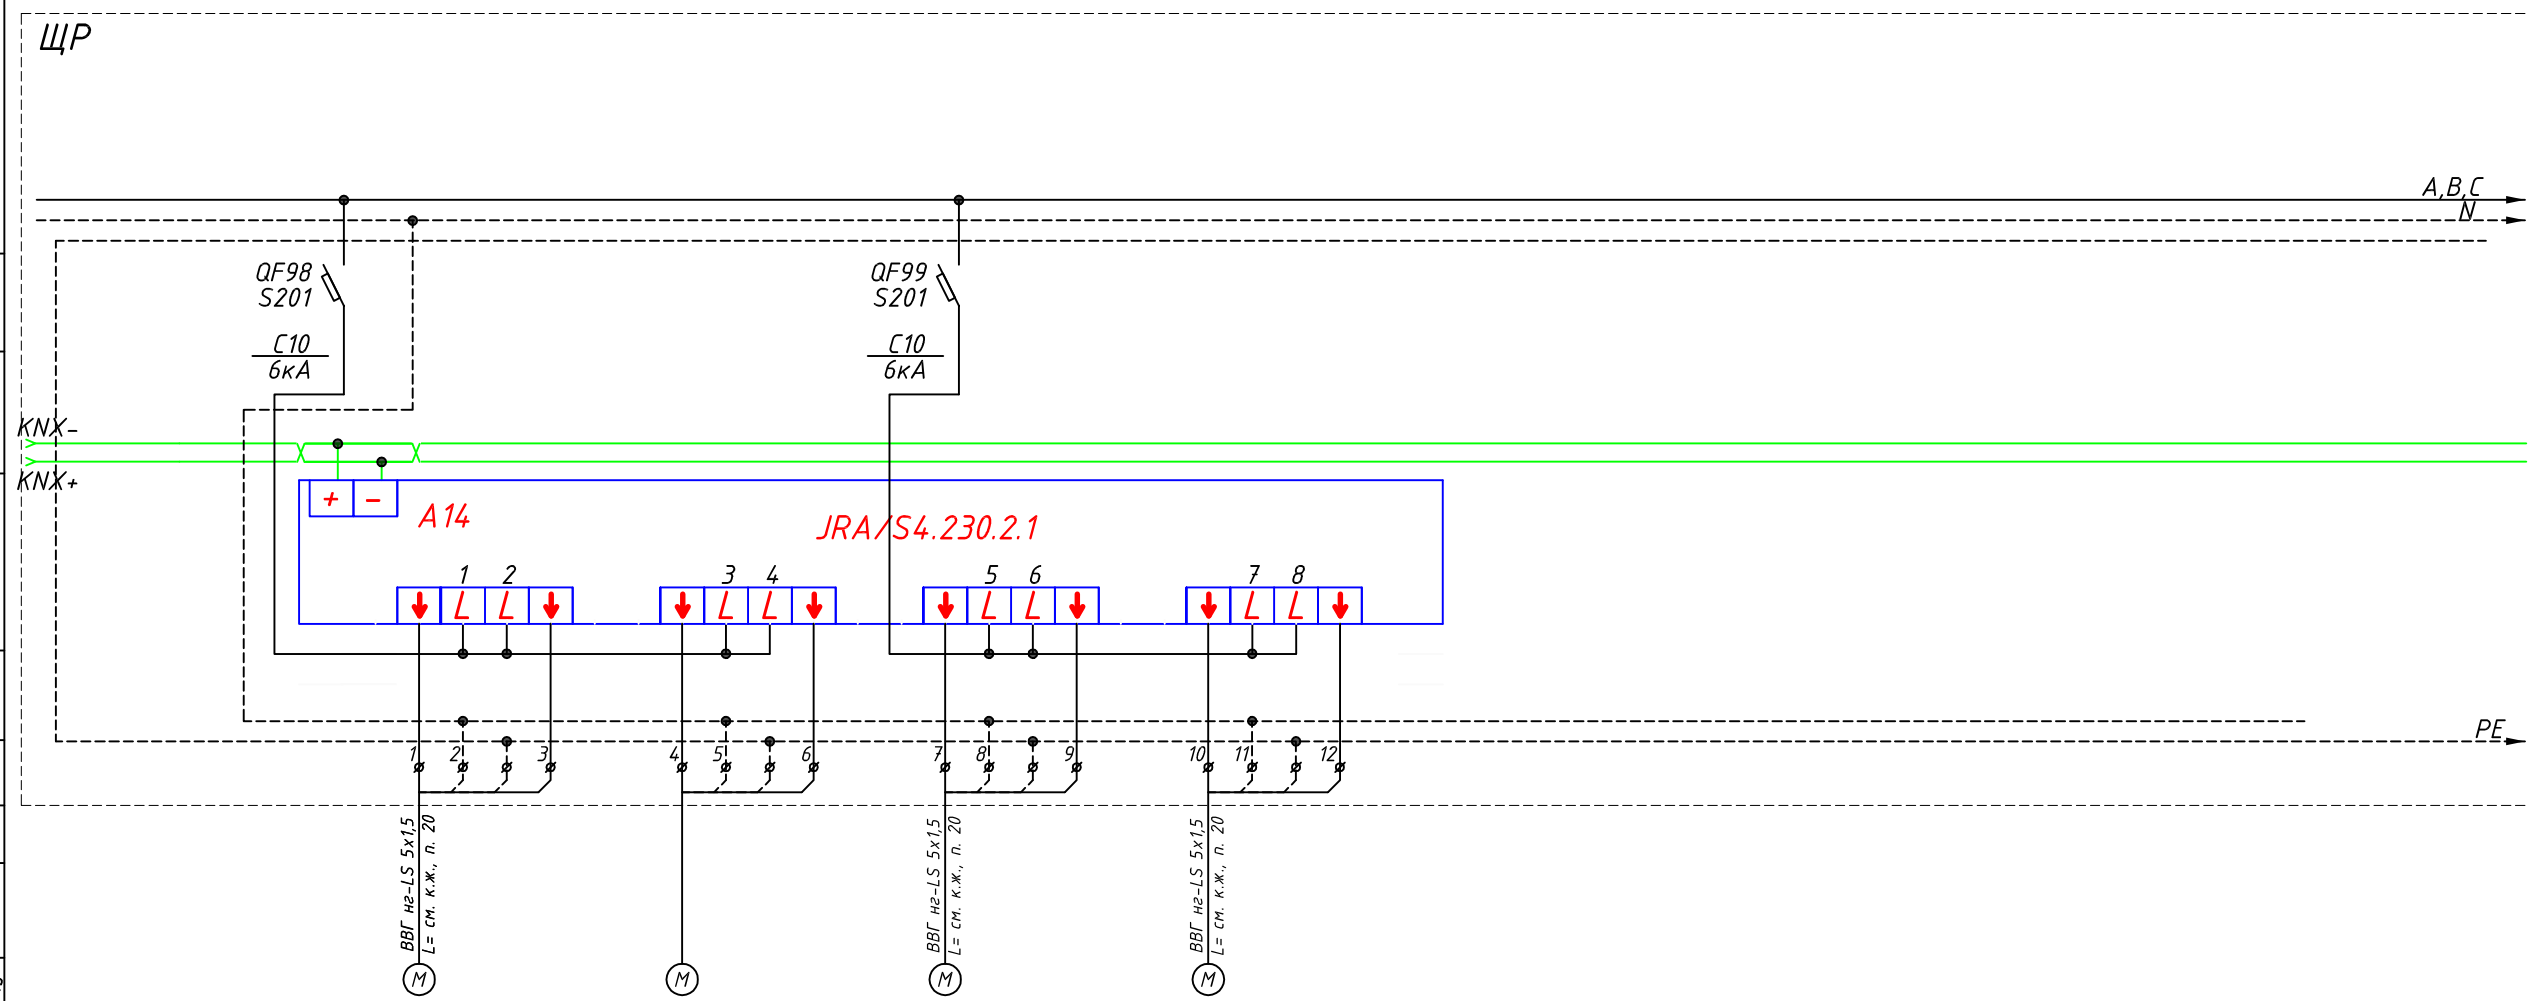 ЩР
A,B,C
N
QF98
S201
C10
6кА
QF99
S201
C10
6кА
KNX-
KNX+
+ -
A14
JRA/S4.230.2.1
1 2 3 4 5 6 7 8
L L L L L L L L
PE
1 2 3 4 5 6 7 8 9 10 11 12
ВВГ нг-LS 5х1,5
L= см. к.ж., п. 20
ВВГ нг-LS 5х1,5
L= см. к.ж., п. 20
ВВГ нг-LS 5х1,5
L= см. к.ж., п. 20
M M M M